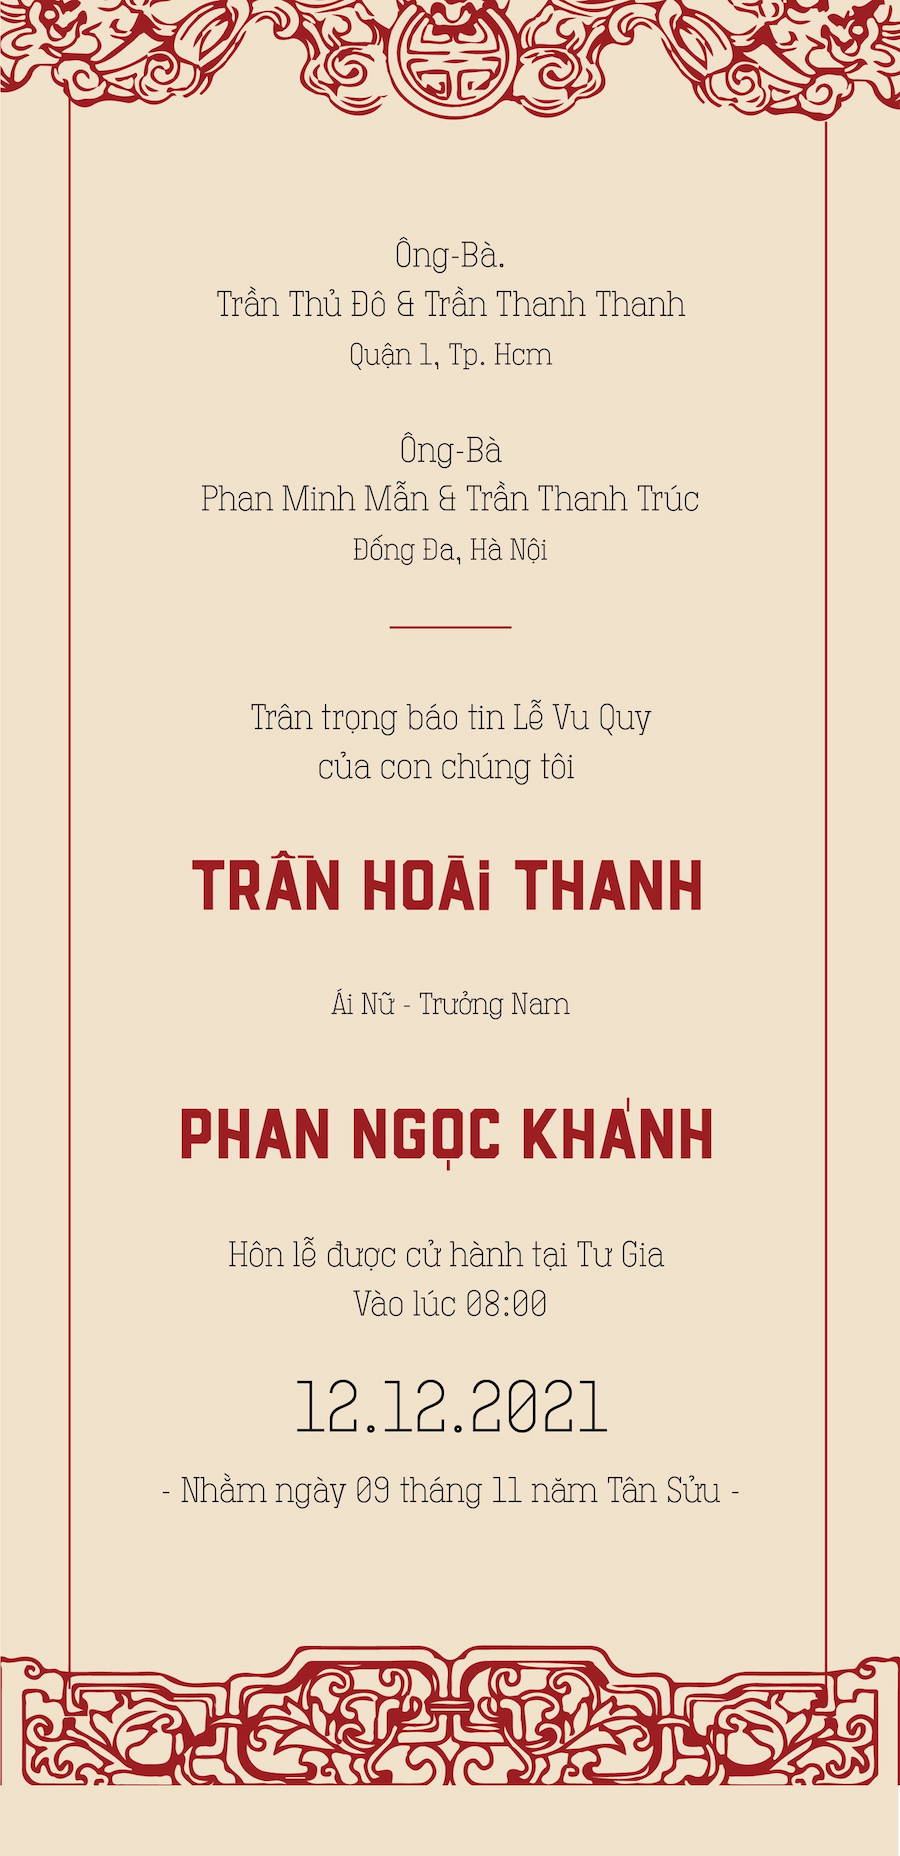 Ông-Bà.
Trần Thủ Đô & Trần Thanh Thanh
Quận 1, Tp. Hcm
Ông-Bà
Phan Minh Mẫn & Trần Thanh Trúc
Đống Đa, Hà Nội
Trân trọng báo tin Lễ Vu Quy
của con chúng tôi
TRẦN HOÀi THANH
Ái Nữ - Trưởng Nam
PHAN NGỌC KHÁNH
Hôn lễ được cử hành tại Tư Gia
Vào lúc 08:00
12.12.2021
- Nhằm ngày 09 tháng 11 năm Tân Sửu -